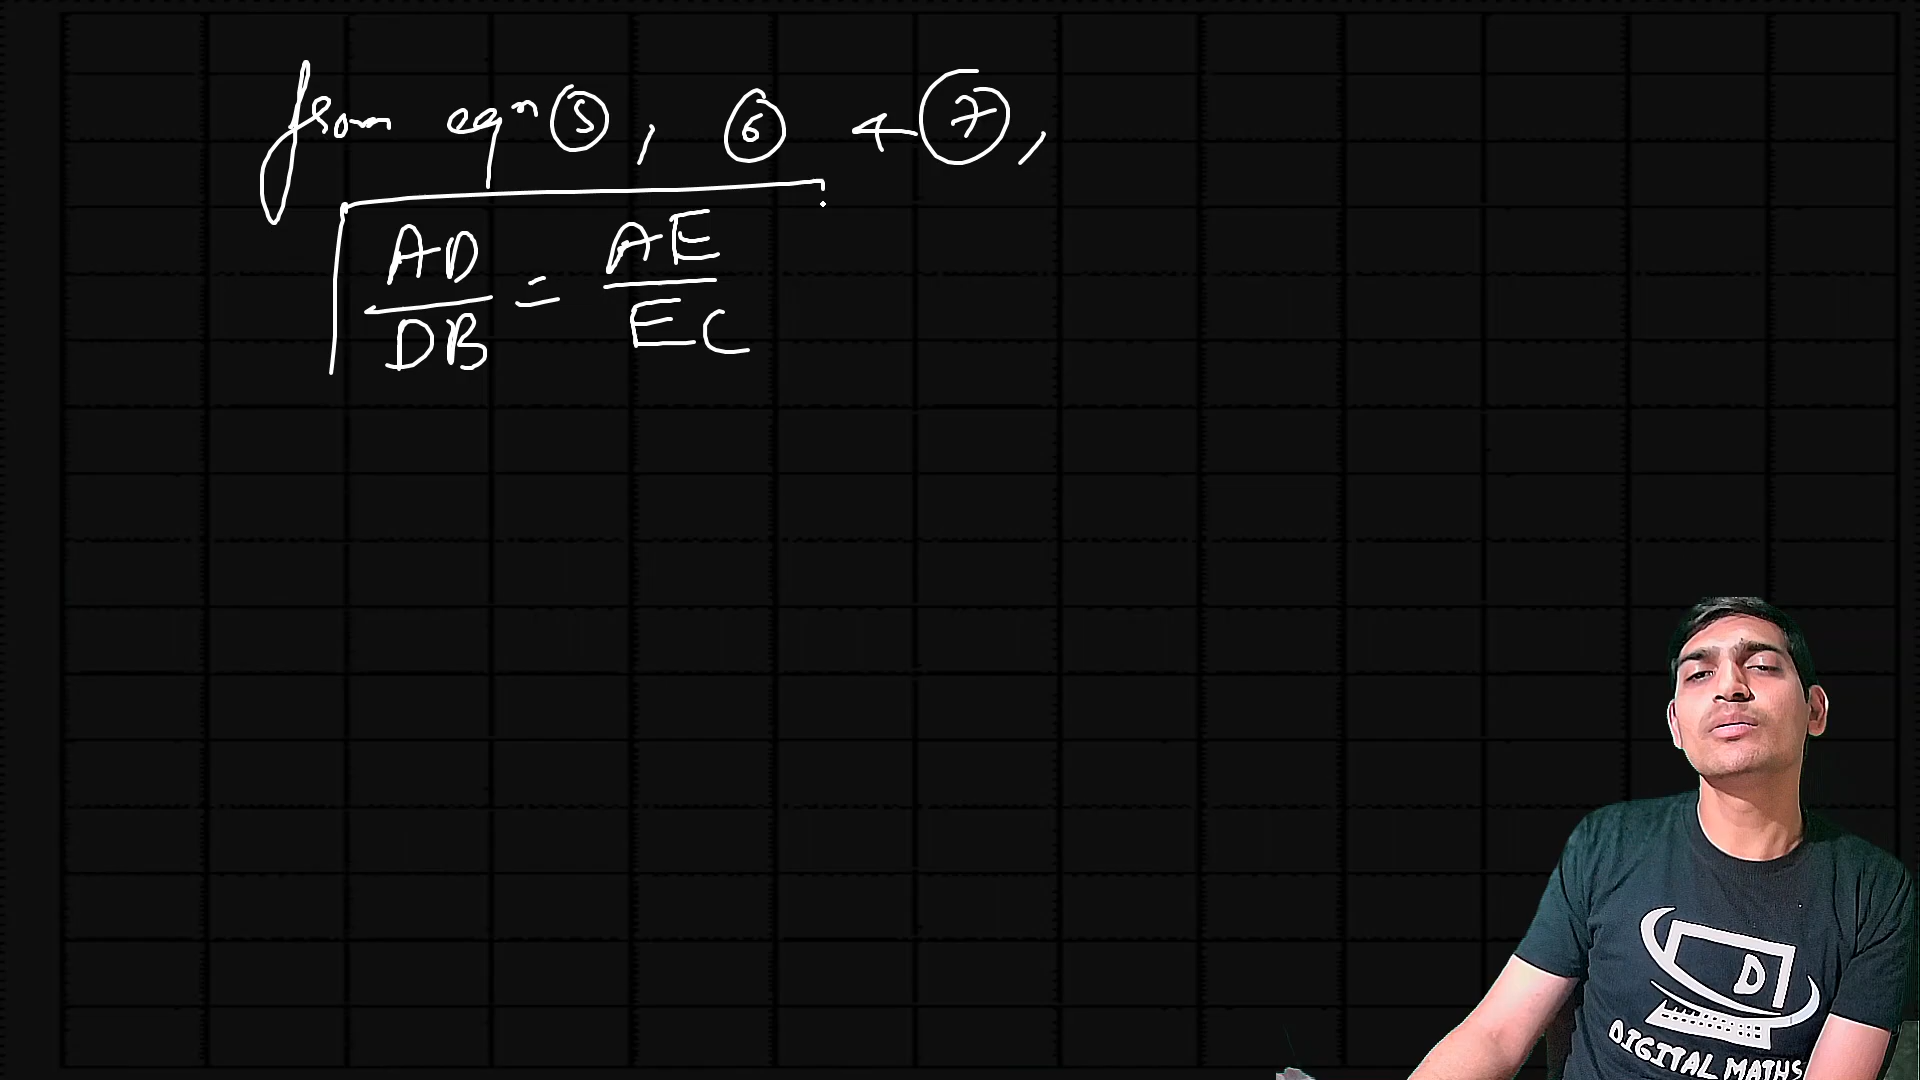 from eqⁿ ⑤, ⑥ & ⑦,
AD/DB = AE/EC
D
DIGITAL MATHS